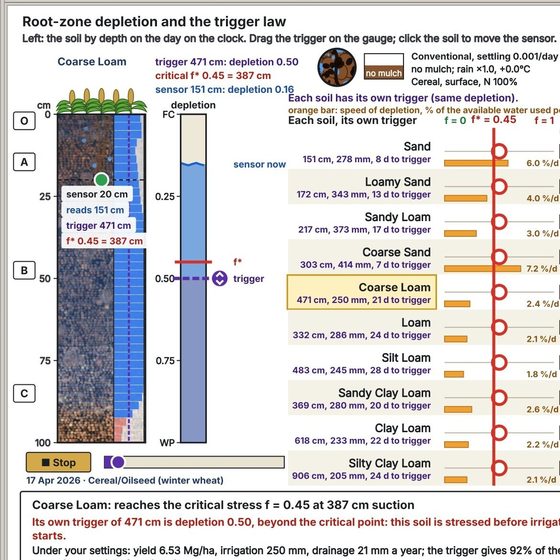 Root-zone depletion and the trigger law
Left: the soil by depth on the day on the clock. Drag the trigger on the gauge; click the soil to move the sensor.
Coarse Loam
trigger 471 cm: depletion 0.50
critical f* 0.45 = 387 cm
sensor 151 cm: depletion 0.16
no mulch
Conventional, settling 0.001/day
no mulch; rain ×1.0, +0.0°C
Cereal, surface, N 100%
Each soil has its own trigger (same depletion).
orange bar: speed of depletion, % of the available water used
Each soil, its own trigger
f = 0 f* = 0.45 f = 1
cm
depletion
0
25
50
75
100
O
A
B
C
sensor 20 cm
reads 151 cm
trigger 471 cm
f* 0.45 = 387 cm
FC
0.25
0.50
0.75
WP
sensor now
f*
trigger
Sand
151 cm, 278 mm, 8 d to trigger
6.0 %/d
Loamy Sand
172 cm, 343 mm, 13 d to trigger
4.0 %/d
Sandy Loam
217 cm, 373 mm, 17 d to trigger
3.0 %/d
Coarse Sand
303 cm, 414 mm, 7 d to trigger
7.2 %/d
Coarse Loam
471 cm, 250 mm, 21 d to trigger
2.4 %/d
Loam
332 cm, 286 mm, 24 d to trigger
2.1 %/d
Silt Loam
483 cm, 245 mm, 28 d to trigger
1.8 %/d
Sandy Clay Loam
369 cm, 280 mm, 20 d to trigger
2.6 %/d
Clay Loam
618 cm, 233 mm, 22 d to trigger
2.2 %/d
Silty Clay Loam
906 cm, 205 mm, 24 d to trigger
2.1 %/d
Stop
17 Apr 2026 · Cereal/Oilseed (winter wheat)
Coarse Loam: reaches the critical stress f = 0.45 at 387 cm suction
Its own trigger of 471 cm is depletion 0.50, beyond the critical point: this soil is stressed before
starts.
Under your settings: yield 6.53 Mg/ha, irrigation 250 mm, drainage 21 mm a year; the trigger gives 92% of